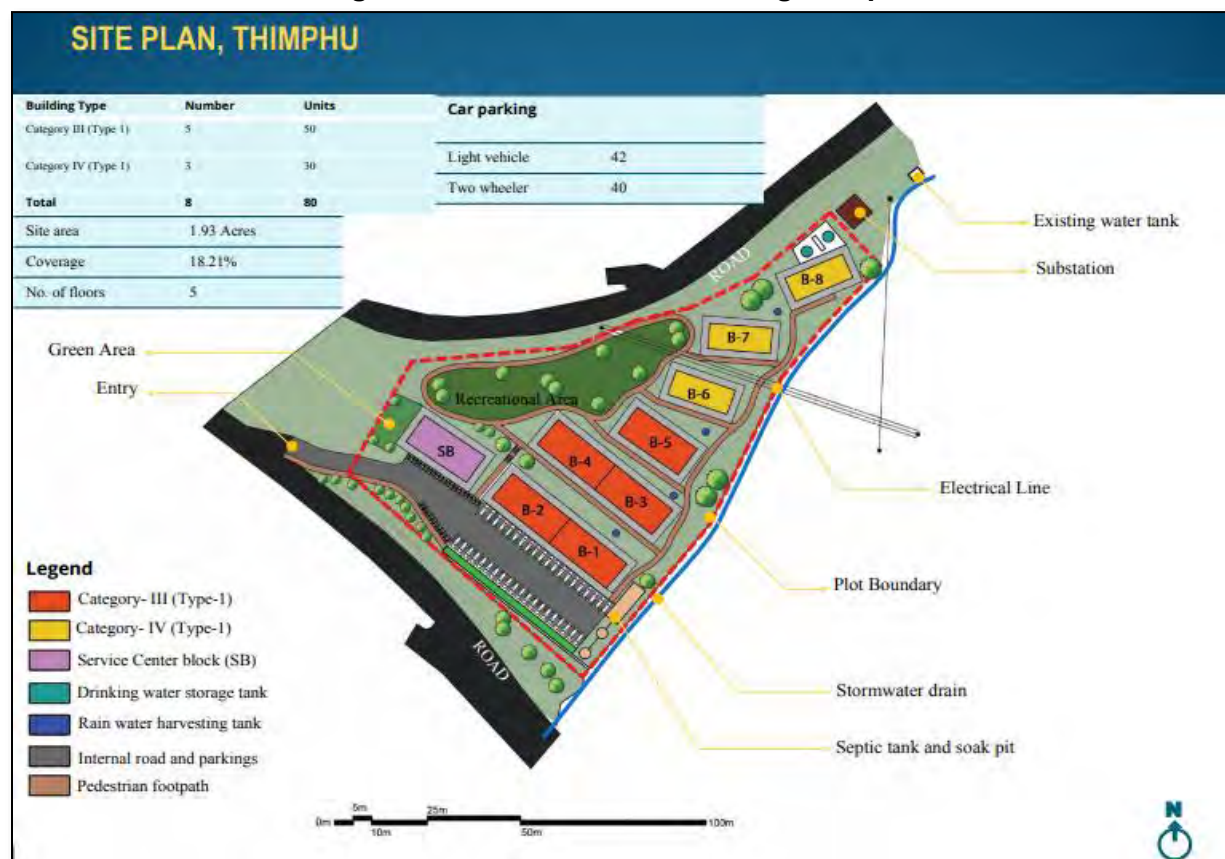 SITE PLAN, THIMPHU
Building Type Number Units
Category III (Type 1) 5 50
Category IV (Type 1) 3 30
Total 8 80
Site area 1.93 Acres
Coverage 18.21%
No. of floors 5
Car parking
Light vehicle 42
Two wheeler 40
Existing water tank
Substation
ROAD
B-8
B-7
B-6
Green Area
Entry
Recreational Area
SB
B-5
B-4
B-3
B-2
B-1
Electrical Line
Plot Boundary
Stormwater drain
Septic tank and soak pit
ROAD
Legend
Category- III (Type-1)
Category- IV (Type-1)
Service Center block (SB)
Drinking water storage tank
Rain water harvesting tank
Internal road and parkings
Pedestrian footpath
0m 5m 10m 25m 50m 100m
N